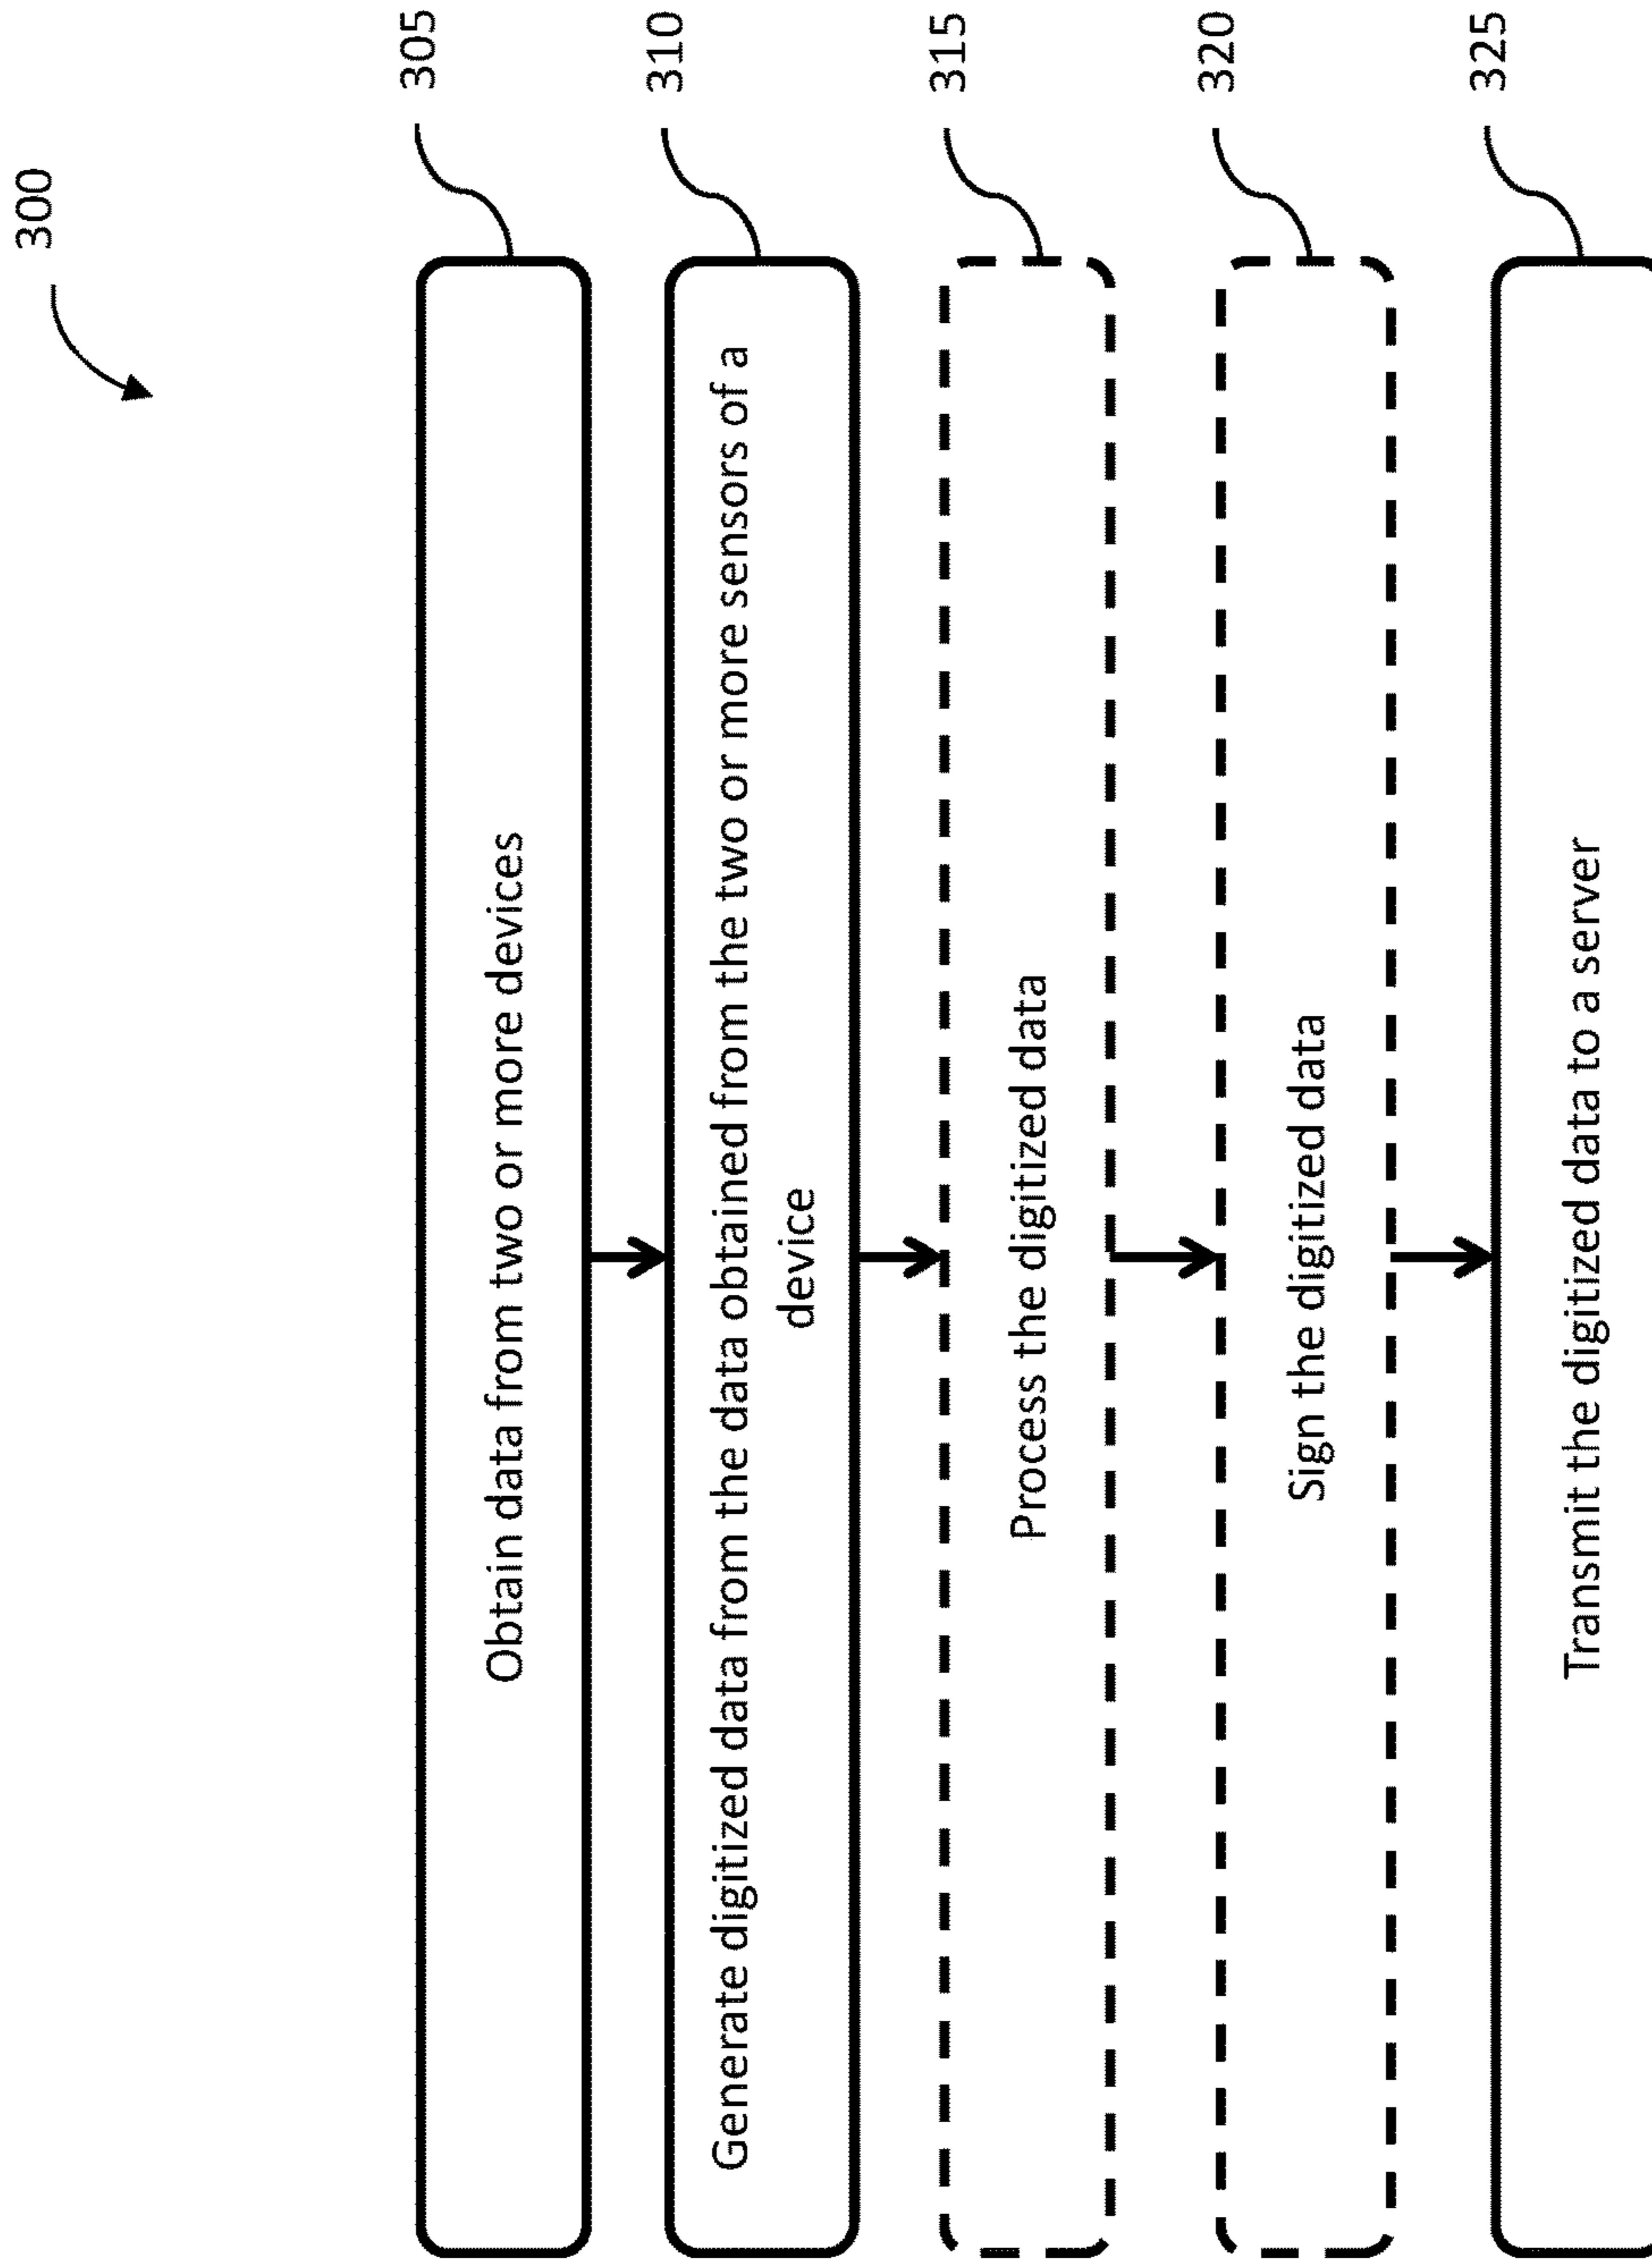 300
Obtain data from two or more devices
305
Generate digitized data from the data obtained from the two or more sensors of a
device
310
Process the digitized data
315
Sign the digitized data
320
Transmit the digitized data to a server
325